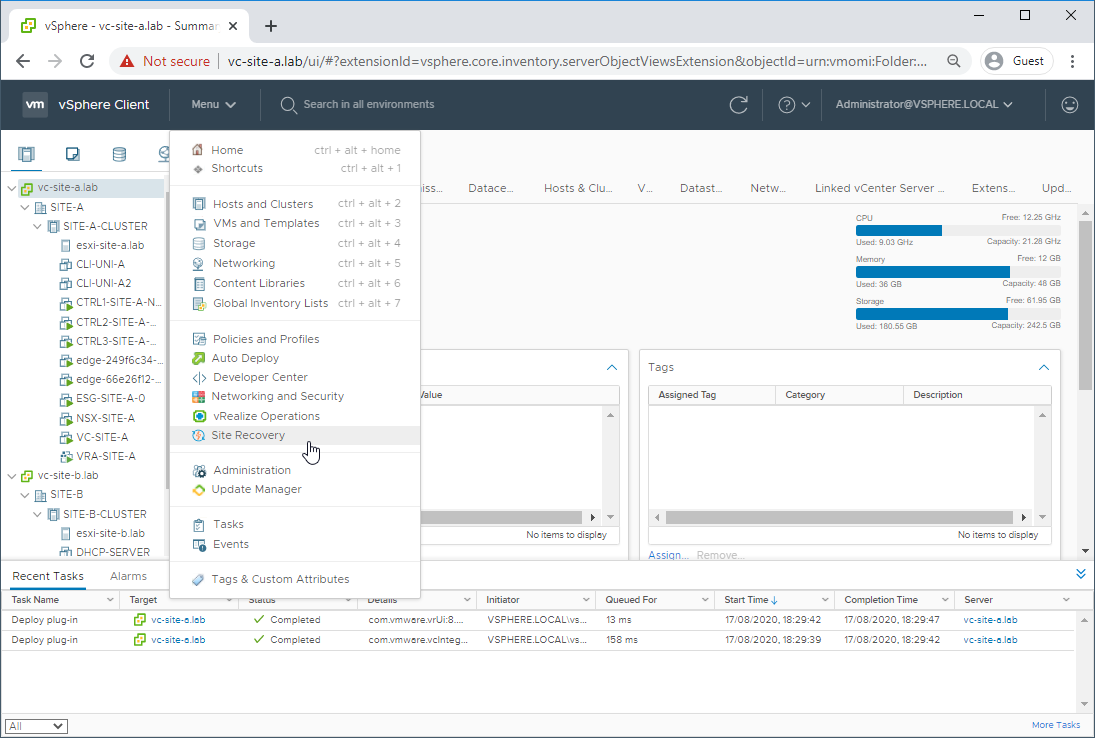 vSphere - vc-site-a.lab - Summar
Not secure
vc-site-a.lab/ui/#?extensionId=vsphere.core.inventory.serverObjectViewsExtension&objectId=urn:vmomi:Folder:...
Guest
vm vSphere Client
Menu
Search in all environments
Administrator@VSPHERE.LOCAL
Home ctrl + alt + home
Shortcuts ctrl + alt + 1
Hosts and Clusters ctrl + alt + 2
VMs and Templates ctrl + alt + 3
Storage ctrl + alt + 4
Networking ctrl + alt + 5
Content Libraries ctrl + alt + 6
Global Inventory Lists ctrl + alt + 7
Policies and Profiles
Auto Deploy
Developer Center
Networking and Security
vRealize Operations
Site Recovery
Administration
Update Manager
Tasks
Events
Tags & Custom Attributes
vc-site-a.lab
SITE-A
SITE-A-CLUSTER
esxi-site-a.lab
CLI-UNI-A
CLI-UNI-A2
CTRL1-SITE-A-N...
CTRL2-SITE-A-...
CTRL3-SITE-A-...
edge-249f6c34-...
edge-66e26f12-...
ESG-SITE-A-0
NSX-SITE-A
VC-SITE-A
VRA-SITE-A
vc-site-b.lab
SITE-B
SITE-B-CLUSTER
esxi-site-b.lab
DHCP-SERVER
iss... Datace... Hosts & Clu... V... Datast... Netw... Linked vCenter Server ... Extens... Upd...
CPU Free: 12.25 GHz
Used: 9.03 GHz Capacity: 21.28 GHz
Memory Free: 12 GB
Used: 36 GB Capacity: 48 GB
Storage Free: 61.95 GB
Used: 180.55 GB Capacity: 242.5 GB
Value
No items to display
Tags
Assigned Tag Category Description
No items to display
Assign... Remove...
Recent Tasks Alarms
Task Name Target Status Details Initiator Queued For Start Time Completion Time Server
Deploy plug-in vc-site-a.lab Completed com.vmware.vrUi:8.... VSPHERE.LOCAL\vs... 13 ms 17/08/2020, 18:29:42 17/08/2020, 18:29:47 vc-site-a.lab
Deploy plug-in vc-site-a.lab Completed com.vmware.vcInteg... VSPHERE.LOCAL\vs... 158 ms 17/08/2020, 18:29:39 17/08/2020, 18:29:42 vc-site-a.lab
All
More Tasks